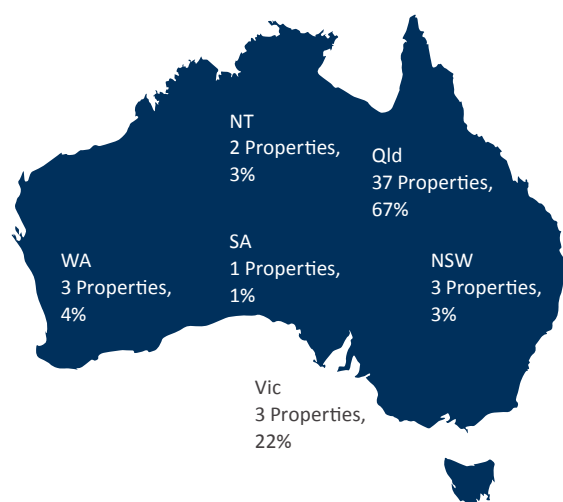 NT
2 Properties,
3%
Qld
37 Properties,
67%
WA
3 Properties,
4%
SA
1 Properties,
1%
NSW
3 Properties,
3%
Vic
3 Properties,
22%